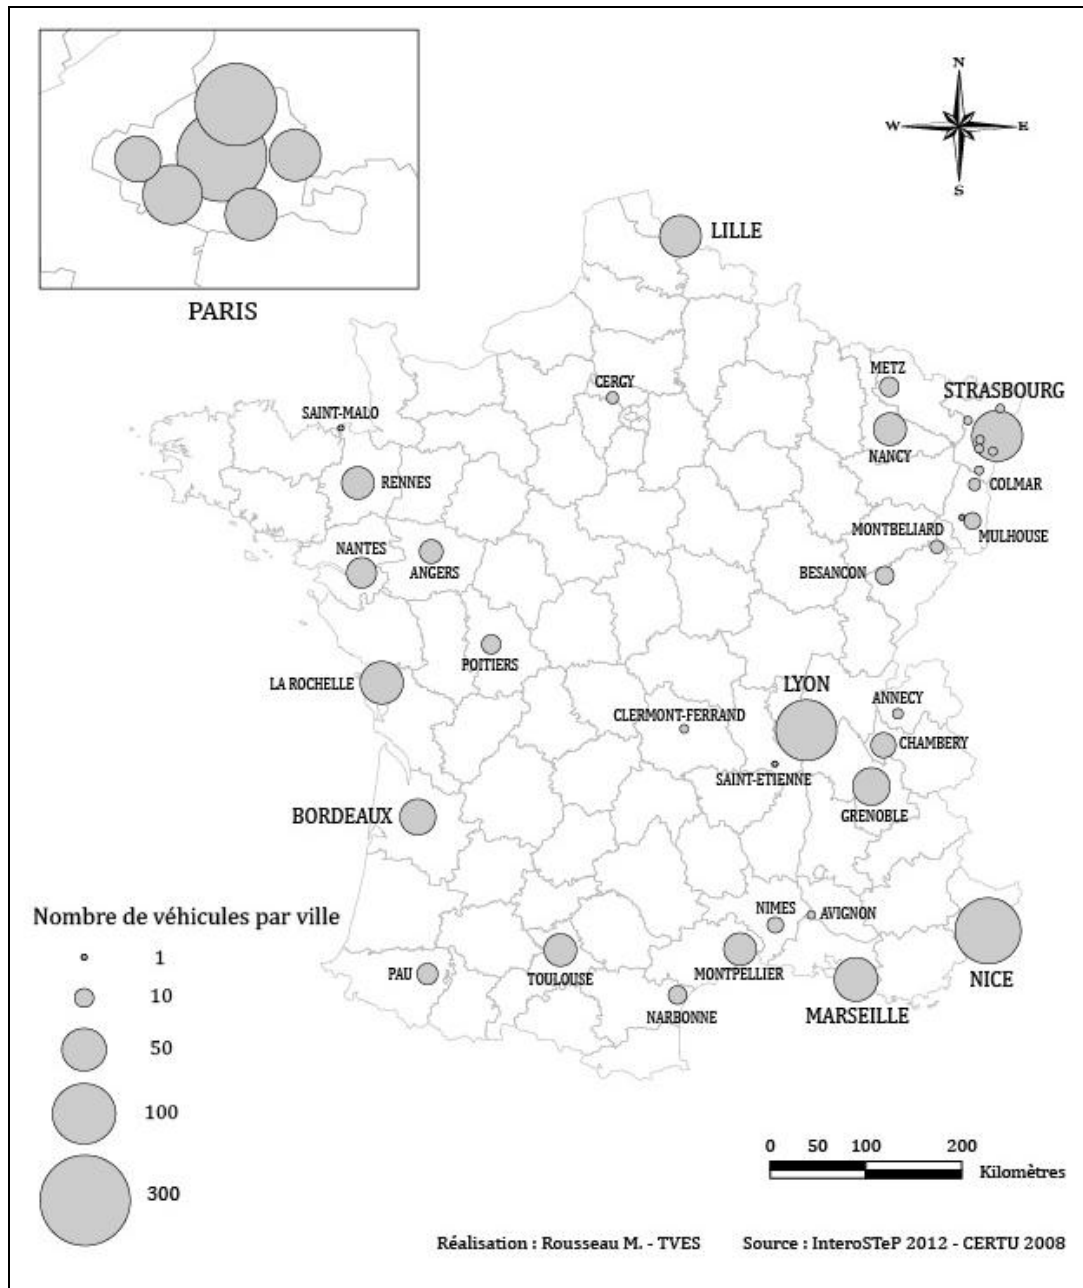 PARIS
N
W
E
S
LILLE
METZ
STRASBOURG
CERGY
SAINT-MALO
NANCY
RENNES
COLMAR
MONTBELIARD
MULHOUSE
NANTES
ANGERS
BESANCON
POITIERS
LA ROCHELLE
LYON
ANNECY
CLERMONT-FERRAND
CHAMBERY
SAINT-ETIENNE
BORDEAUX
GRENOBLE
NIMES
AVIGNON
PAU
TOULOUSE
MONTPELLIER
NICE
NARBONNE
MARSEILLE
Nombre de véhicules par ville
1
10
50
100
300
0 50 100 200
Kilomètres
Réalisation : Rousseau M. - TVES
Source : InteroSTeP 2012 - CERTU 2008